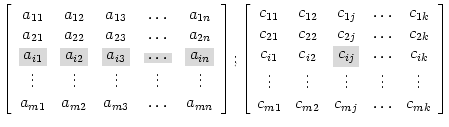 a11 a12 a13 ... a1n c11 c12 c1j ... c1k
a21 a22 a23 ... a2n c21 c22 c2j ... c2k
ai1 ai2 ai3 ... ain ⋮ ci1 ci2 cij ... cik
⋮ ⋮ ⋮ ⋮ ⋮ ⋮ ⋮ ⋮ ⋮ ⋮
am1 am2 am3 ... amn cm1 cm2 cmj ... cmk